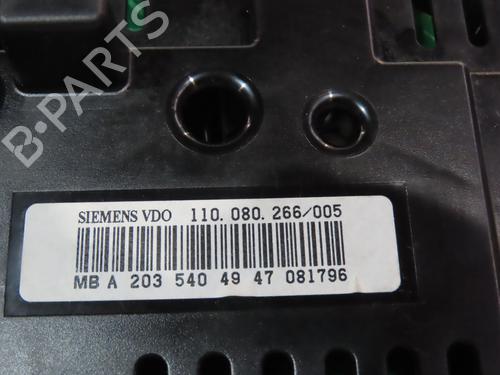 B-PARTS
SIEMENS VDO 110.080.266/005
MB A 203 540 49 47 081796